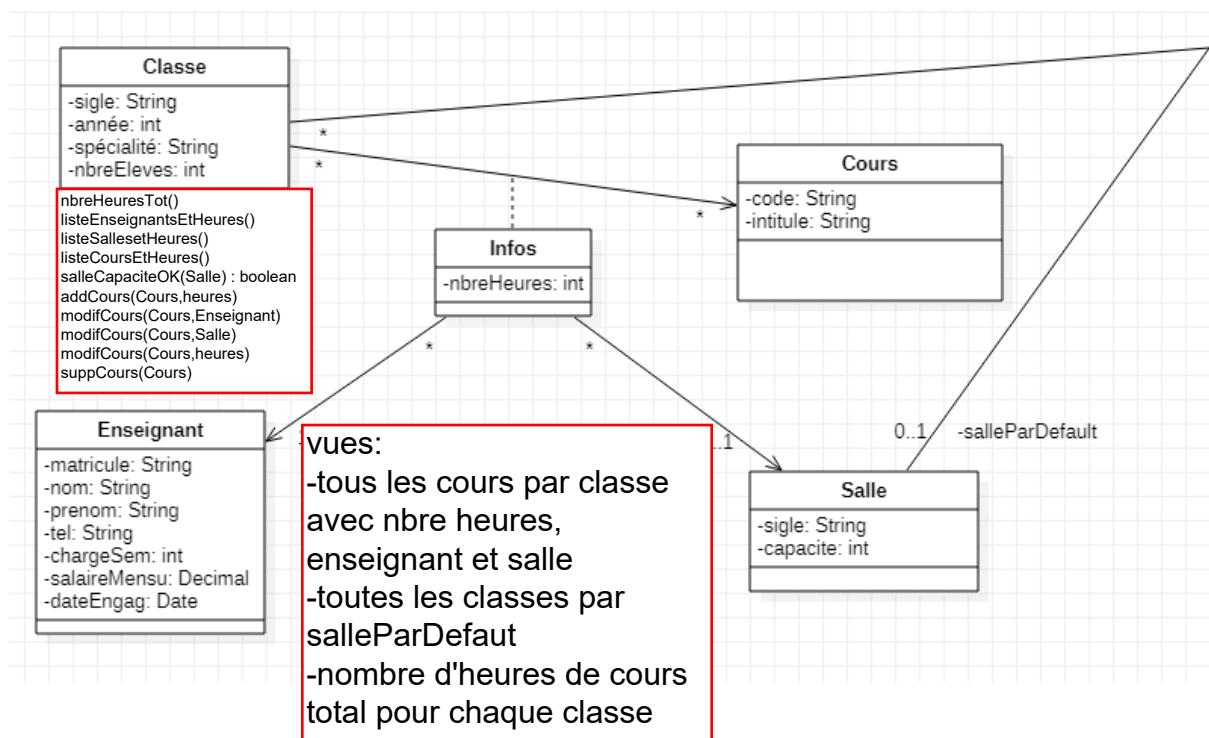 Classe
-sigle: String
-année: int
-spécialité: String
-nbreEleves: int
nbreHeuresTot()
listeEnseignantsEtHeures()
listeSallesetHeures()
listeCoursEtHeures()
salleCapaciteOK(Salle) : boolean
addCours(Cours,heures)
modifCours(Cours,Enseignant)
modifCours(Cours,Salle)
modifCours(Cours,heures)
suppCours(Cours)
*
*
*
Cours
-code: String
-intitule: String
Infos
-nbreHeures: int
*
*
Enseignant
-matricule: String
-nom: String
-prenom: String
-tel: String
-chargeSem: int
-salaireMensu: Decimal
-dateEngag: Date
vues:
-tous les cours par classe
avec nbre heures,
enseignant et salle
-toutes les classes par
salleParDefaut
-nombre d'heures de cours
total pour chaque classe
..1
0..1
-salleParDefault
Salle
-sigle: String
-capacite: int